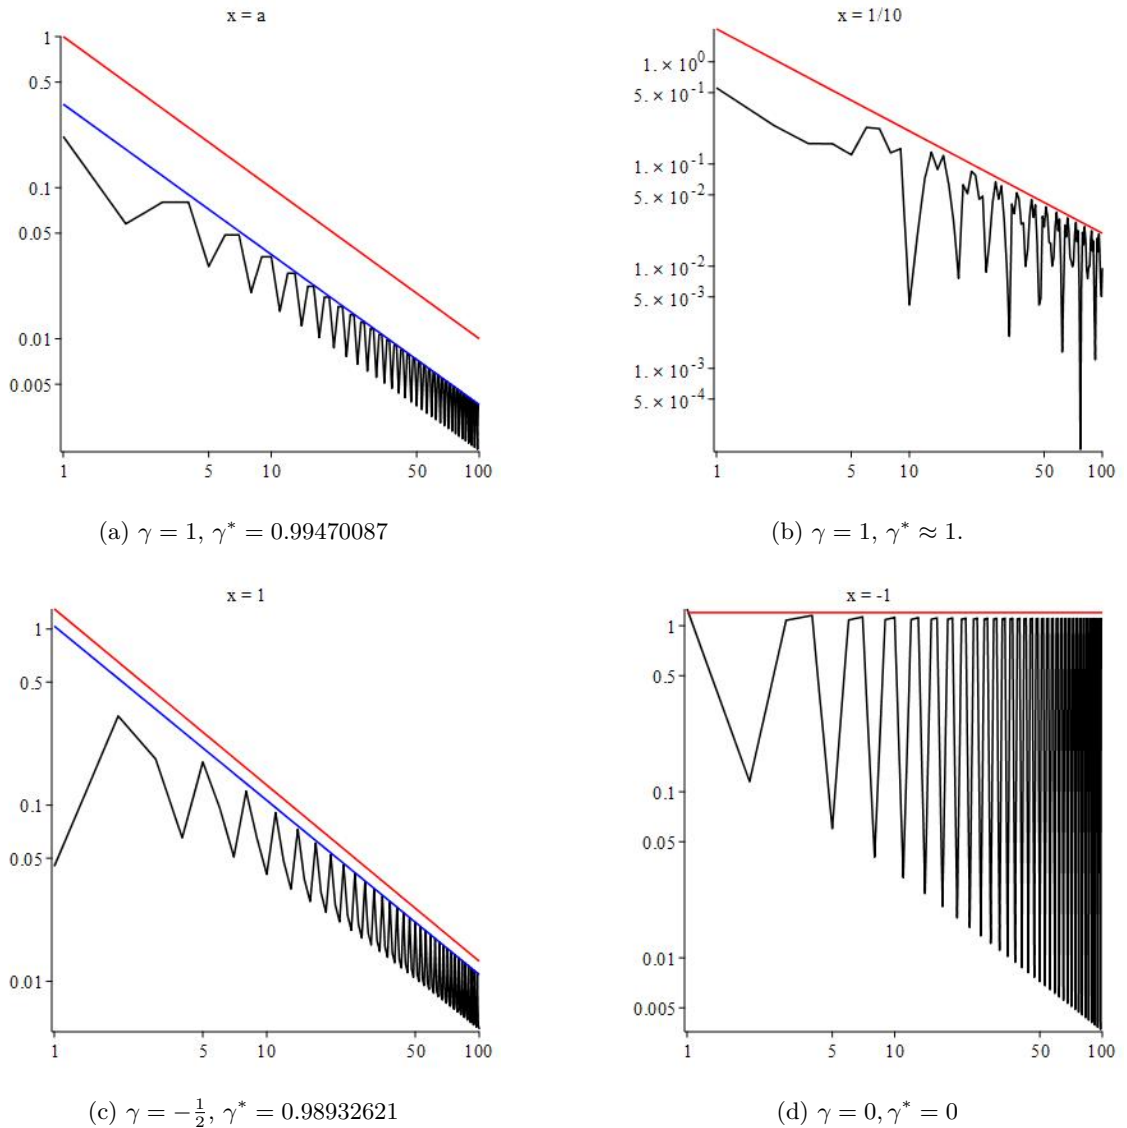 x = a
1
0.5
0.1
0.05
0.01
0.005
1 5 10 50 100
(a) γ = 1, γ* = 0.99470087
x = 1/10
1. × 10^0
5. × 10^-1
1. × 10^-1
5. × 10^-2
1. × 10^-2
5. × 10^-3
1. × 10^-3
5. × 10^-4
1 5 10 50 100
(b) γ = 1, γ* ≈ 1.
x = 1
1
0.5
0.1
0.05
0.01
1 5 10 50 100
(c) γ = −1/2, γ* = 0.98932621
x = -1
1
0.5
0.1
0.05
0.01
0.005
1 5 10 50 100
(d) γ = 0, γ* = 0